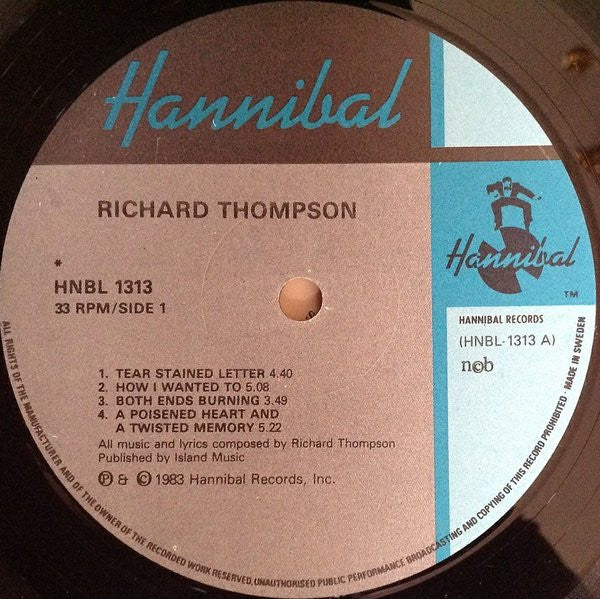 Hannibal
RICHARD THOMPSON
*
HNBL 1313
33 RPM/SIDE 1
1. TEAR STAINED LETTER 4.40
2. HOW I WANTED TO 5.08
3. BOTH ENDS BURNING 3.49
4. A POISENED HEART AND
A TWISTED MEMORY 5.22
All music and lyrics composed by Richard Thompson
Published by Island Music
Ⓟ & © 1983 Hannibal Records, Inc.
Hannibal
TM
HANNIBAL RECORDS
(HNBL-1313 A)
n©b
ALL RIGHTS OF THE MANUFACTURER AND OF THE OWNER OF THE RECORDED WORK RESERVED, UNAUTHORISED PUBLIC PERFORMANCE BROADCASTING AND COPYING OF THIS RECORD PROHIBITED · MADE IN SWEDEN